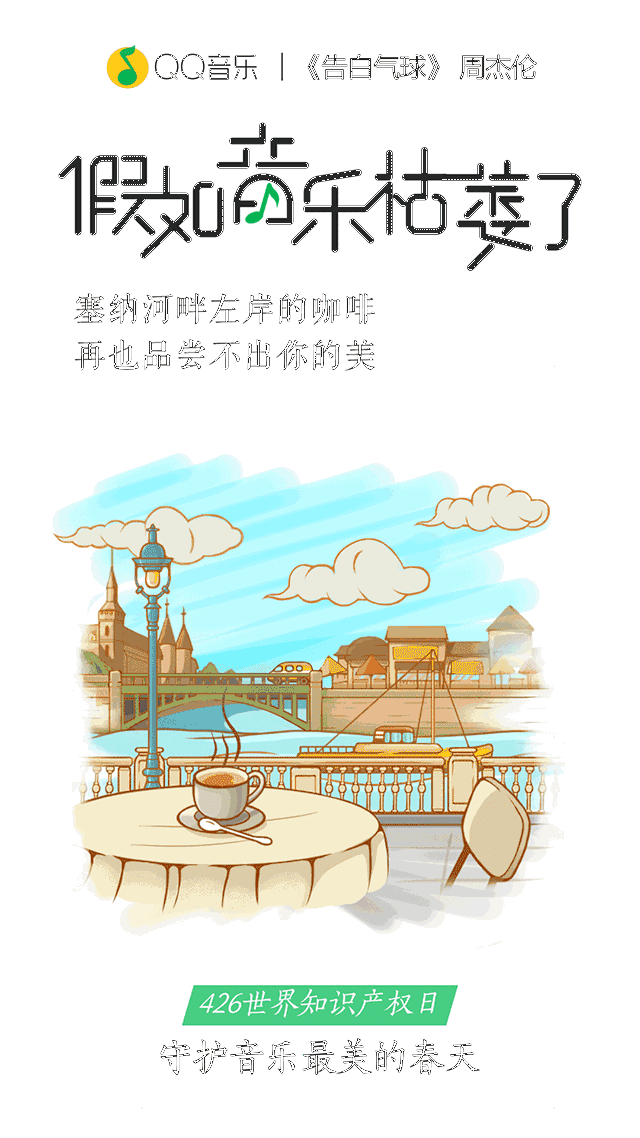 QQ音乐 | 《告白气球》 周杰伦
假如音乐枯萎了
塞纳河畔左岸的咖啡
再也品尝不出你的美
426世界知识产权日
守护音乐最美的春天